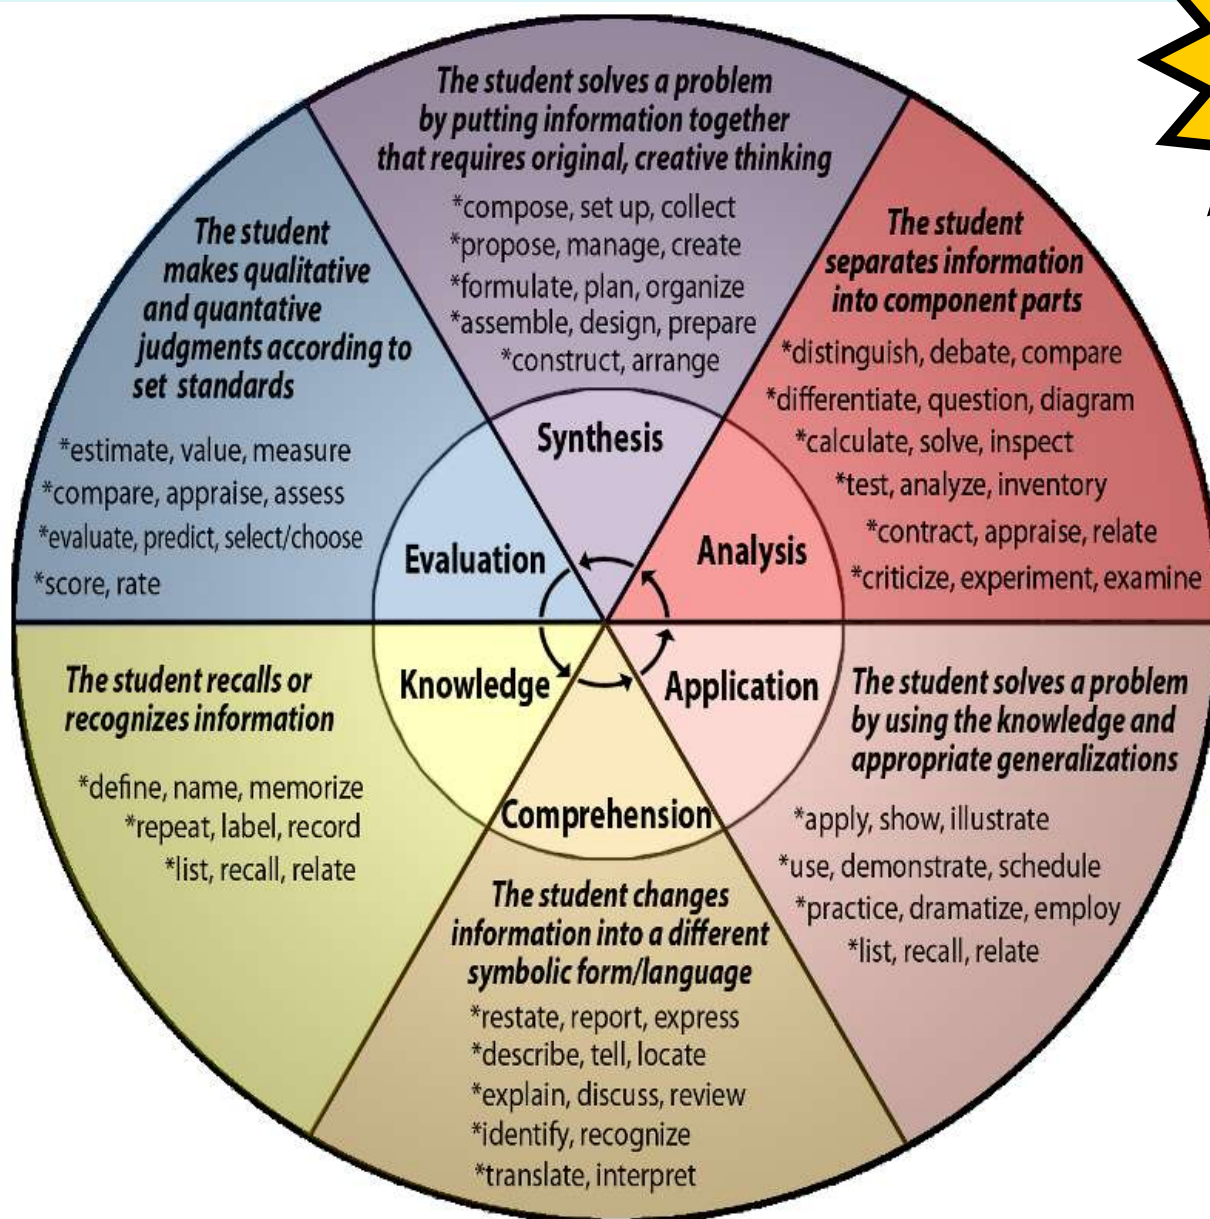 The student solves a problem
by putting information together
that requires original, creative thinking
*compose, set up, collect
*propose, manage, create
*formulate, plan, organize
*assemble, design, prepare
*construct, arrange
Synthesis
The student
separates information
into component parts
*distinguish, debate, compare
*differentiate, question, diagram
*calculate, solve, inspect
*test, analyze, inventory
*contract, appraise, relate
*criticize, experiment, examine
Analysis
The student solves a problem
by using the knowledge and
appropriate generalizations
*apply, show, illustrate
*use, demonstrate, schedule
*practice, dramatize, employ
*list, recall, relate
Application
Comprehension
The student changes
information into a different
symbolic form/language
*restate, report, express
*describe, tell, locate
*explain, discuss, review
*identify, recognize
*translate, interpret
Knowledge
The student recalls or
recognizes information
*define, name, memorize
*repeat, label, record
*list, recall, relate
The student
makes qualitative
and quantative
judgments according to
set standards
*estimate, value, measure
*compare, appraise, assess
*evaluate, predict, select/choose
*score, rate
Evaluation